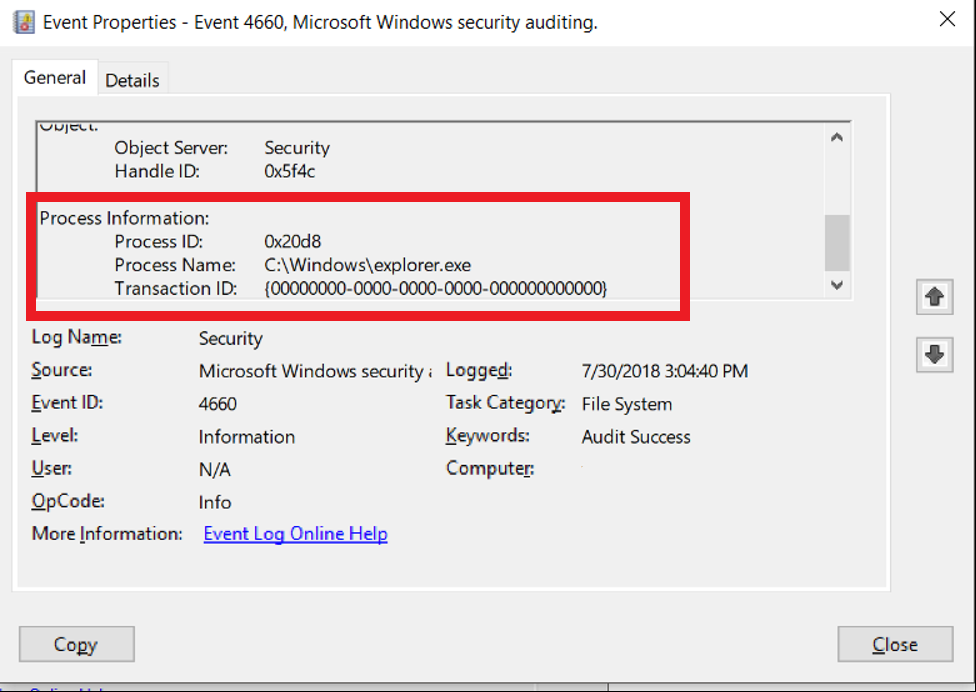 Event Properties - Event 4660, Microsoft Windows security auditing.
General Details
Object:
Object Server: Security
Handle ID: 0x5f4c
Process Information:
Process ID: 0x20d8
Process Name: C:\Windows\explorer.exe
Transaction ID: {00000000-0000-0000-0000-000000000000}
Log Name: Security
Source: Microsoft Windows security Logged: 7/30/2018 3:04:40 PM
Event ID: 4660 Task Category: File System
Level: Information Keywords: Audit Success
User: N/A Computer:
OpCode: Info
More Information: Event Log Online Help
Copy Close